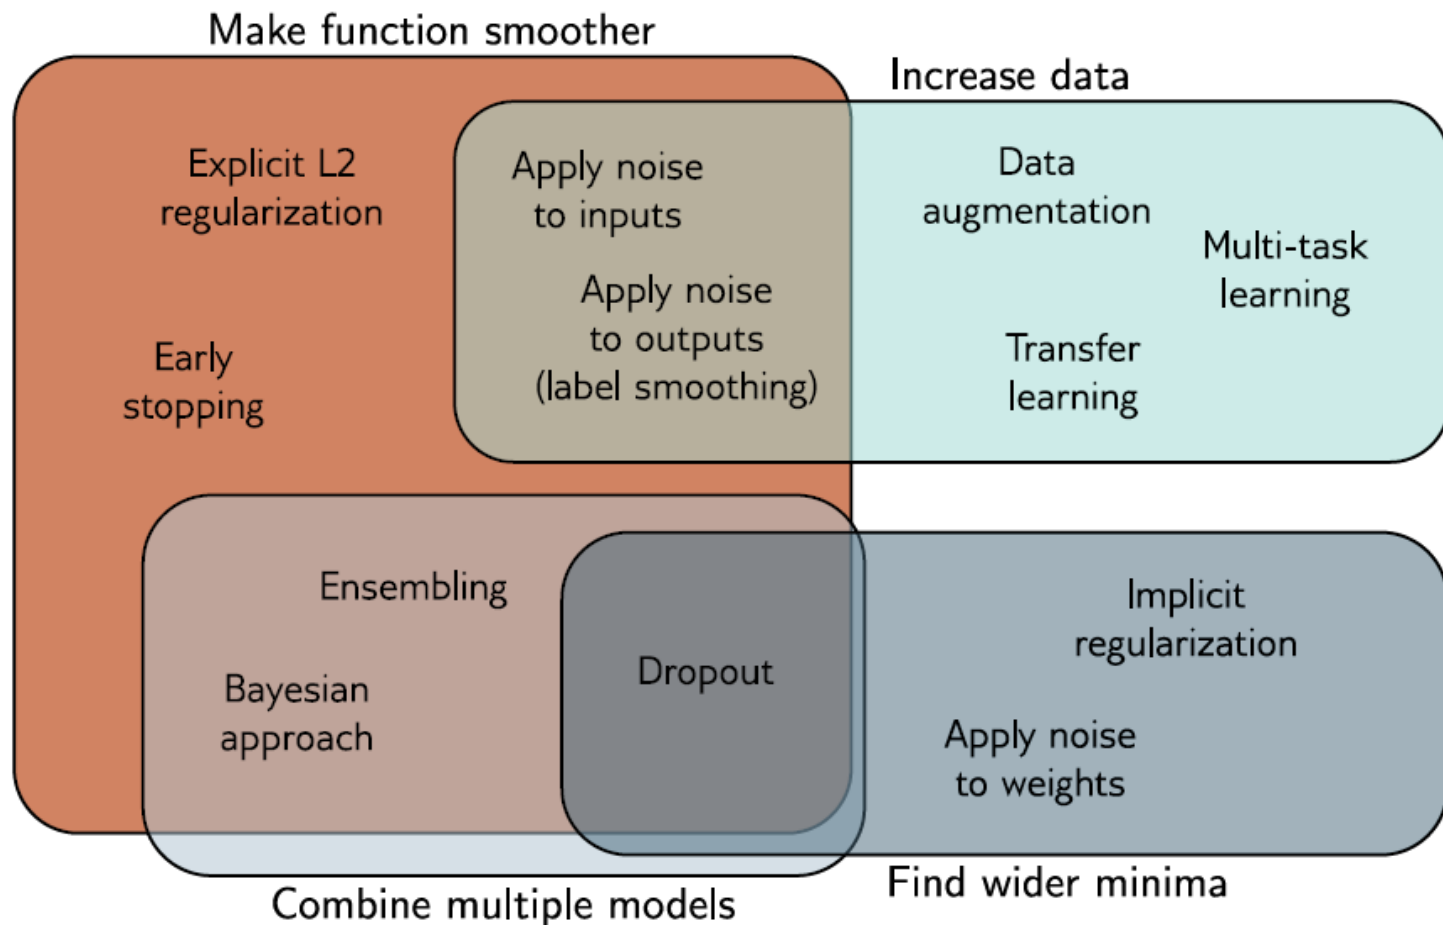 Make function smoother
Increase data
Explicit L2
regularization
Apply noise
to inputs
Data
augmentation
Multi-task
learning
Apply noise
to outputs
(label smoothing)
Early
stopping
Transfer
learning
Ensembling
Bayesian
approach
Dropout
Implicit
regularization
Apply noise
to weights
Combine multiple models
Find wider minima